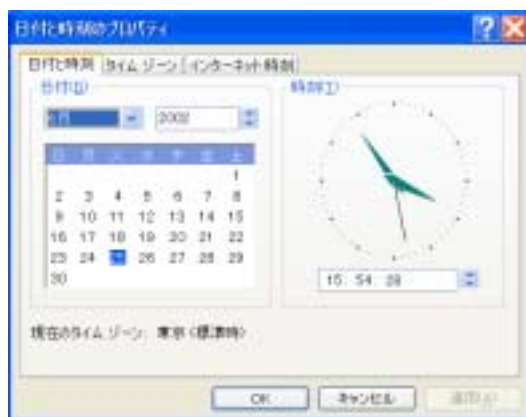 日付と時刻のプロパティ
日付と時刻 タイム ゾーン インターネット時刻
日付(D) 時刻(T)
6月 2002
日 月 火 水 木 金 土
1
2 3 4 5 6 7 8
9 10 11 12 13 14 15
16 17 18 19 20 21 22
23 24 25 26 27 28 29
30
15:54:28
現在のタイム ゾーン: 東京 (標準時)
OK キャンセル 適用(A)